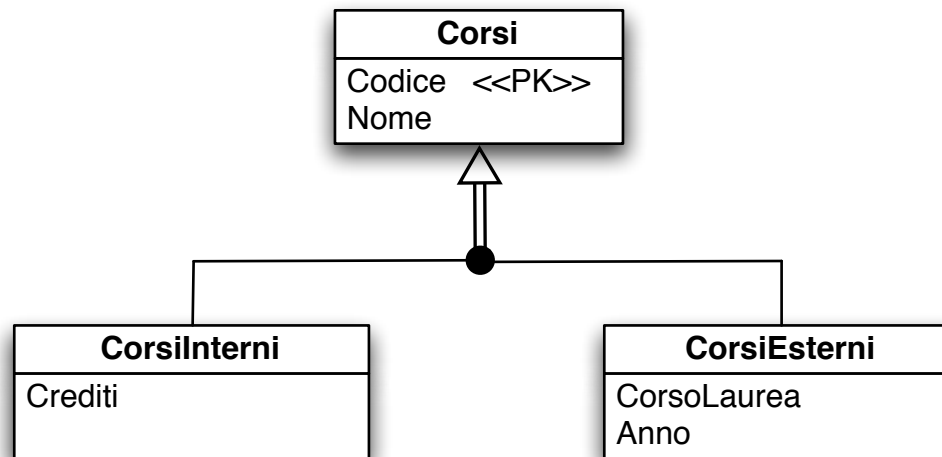 Corsi
Codice <<PK>>
Nome
CorsiInterni
Crediti
CorsiEsterni
CorsoLaurea
Anno